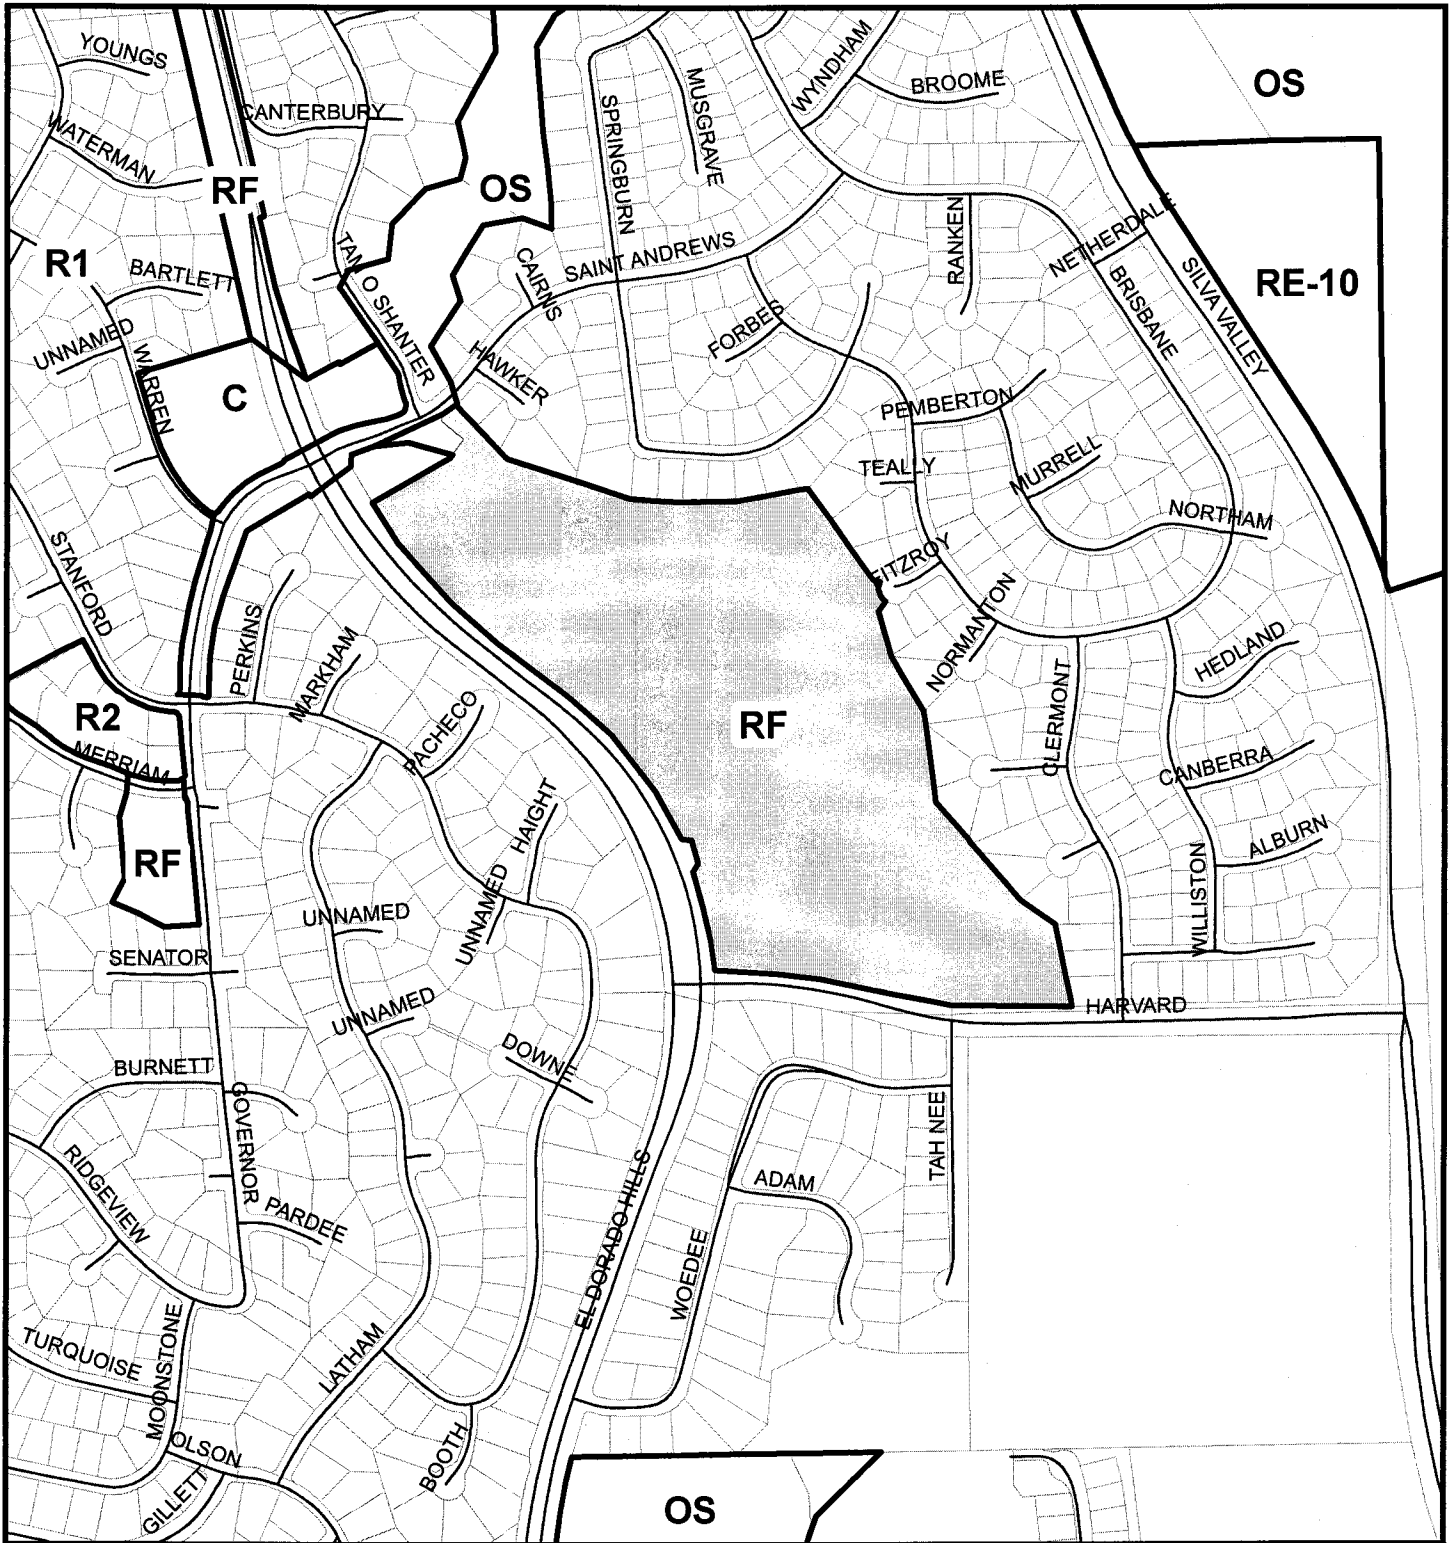 YOUNGS
CANTERBURY
WATERMAN
RF
OS
SPRINGBURN
MUSGRAVE
WYNDHAM
BROOME
OS
R1
BARTLETT
UNNAMED
WARREN
C
TAM O SHANTER
CAIRNS
SAINT ANDREWS
HAWKER
FORBES
RANKEN
NETHERDALE
BRISBANE
SILVA VALLEY
RE-10
PEMBERTON
TEALLY
MURRELL
NORTHAM
STANFORD
FITZROY
NORMANTON
PERKINS
MARKHAM
PACHECO
RF
CLERMONT
HEDLAND
CANBERRA
R2
MERRIAM
RF
HAIGHT
UNNAMED
UNNAMED
ALBURN
WILLISTON
SENATOR
UNNAMED
HARVARD
DOWNE
BURNETT
GOVERNOR
RIDGEVIEW
PARDEE
TAH NEE
ADAM
EL DORADO HILLS
WOEDEE
TURQUOISE
MOONSTONE
LATHAM
OLSON
GILLETT
BOOTH
OS